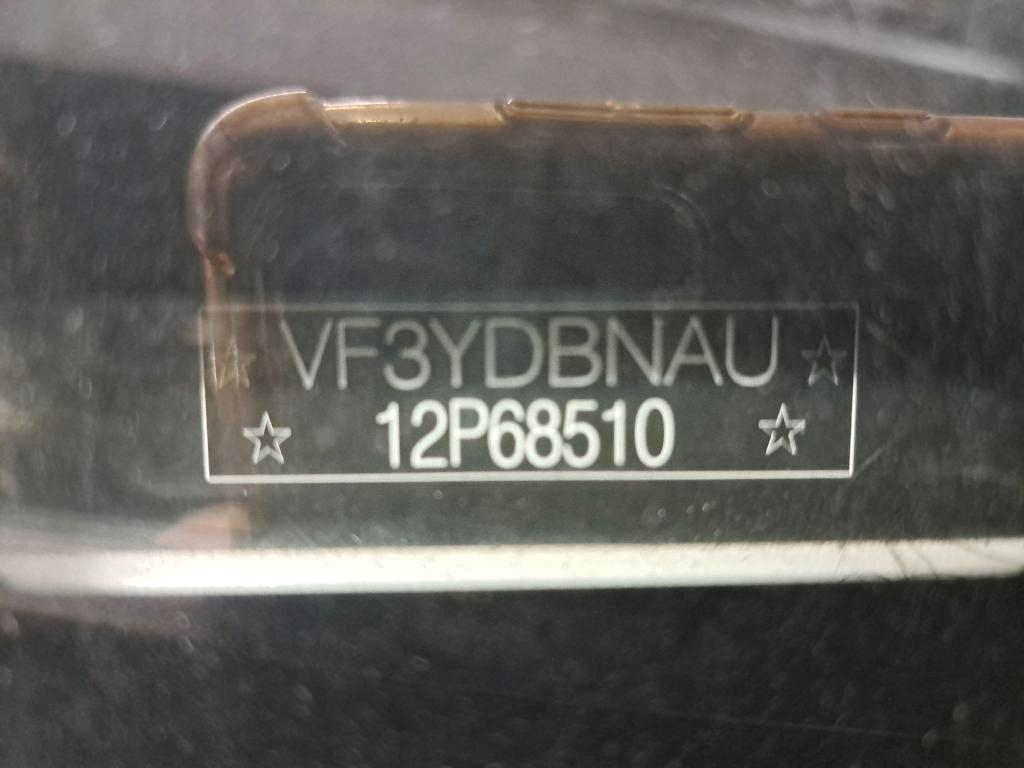 ☆ VF3YDBNAU ☆
☆ 12P68510 ☆